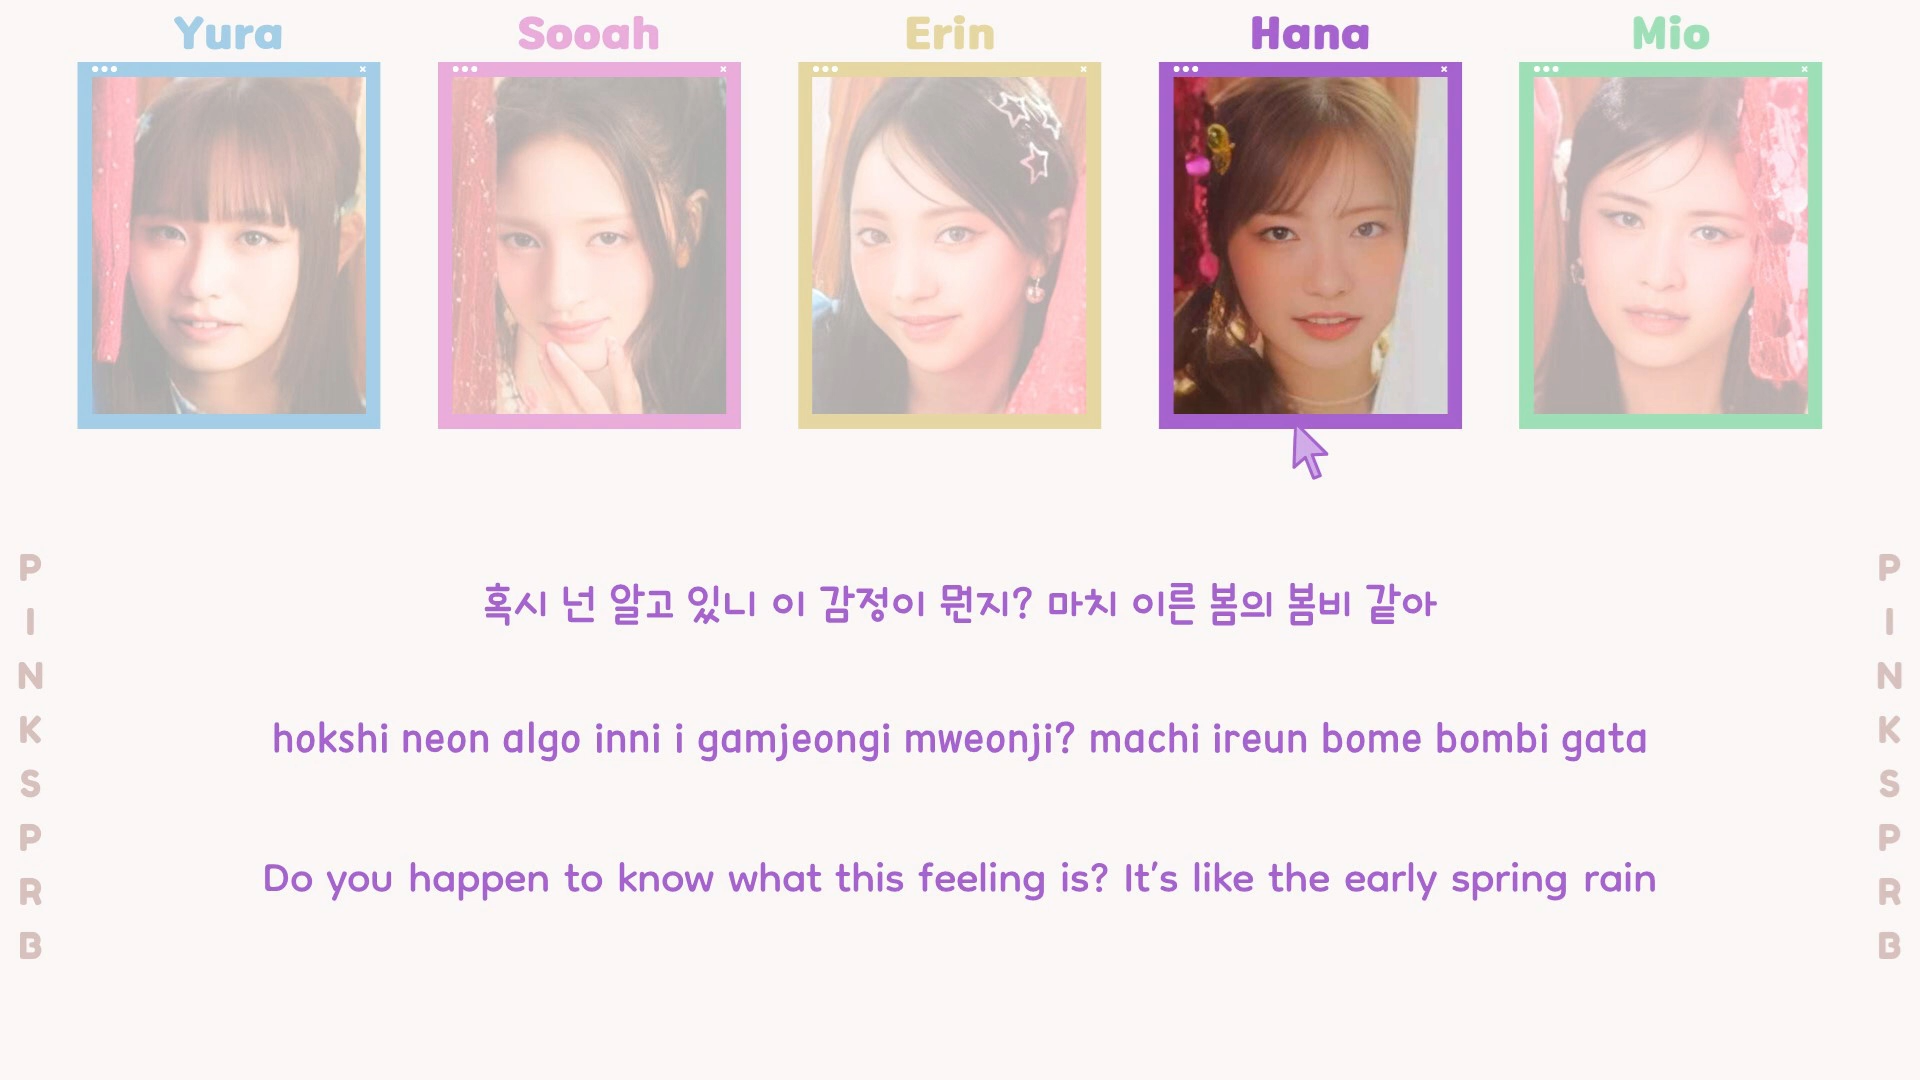 Yura Sooah Erin Hana Mio
혹시 넌 알고 있니 이 감정이 뭔지? 마치 이른 봄의 봄비 같아
hokshi neon algo inni i gamjeongi mweonji? machi ireun bome bombi gata
Do you happen to know what this feeling is? It's like the early spring rain
PINKSPRB
PINKSPRB